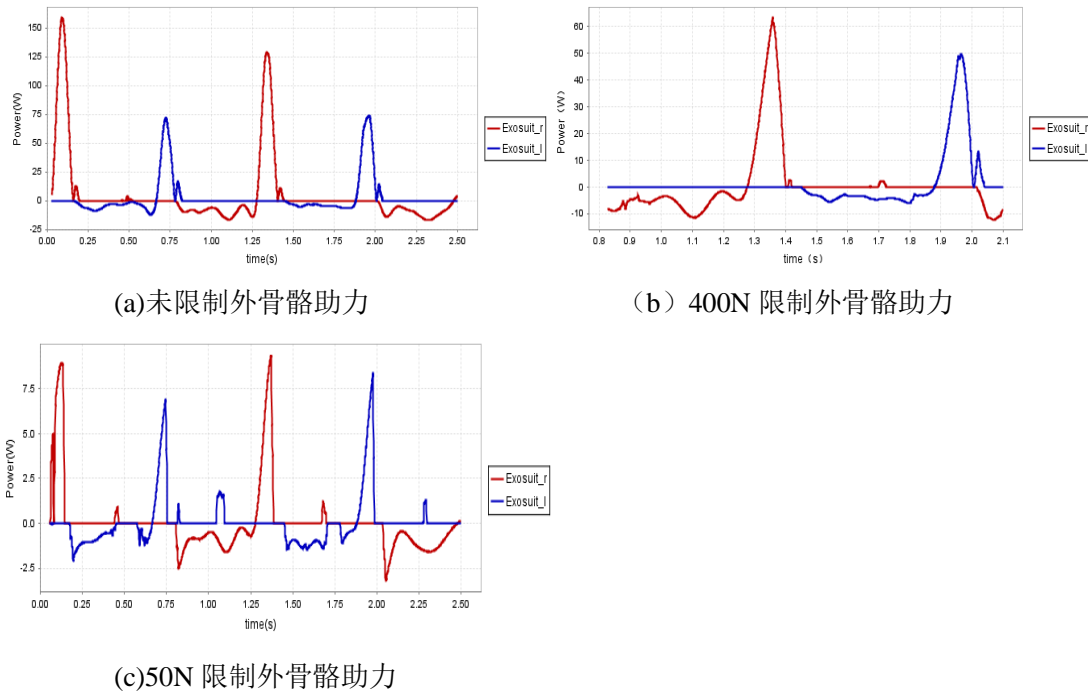 150
125
100
75
50
25
0
-25
Power(W)
0.00 0.25 0.50 0.75 1.00 1.25 1.50 1.75 2.00 2.25 2.50
time(s)
Exosuit_r
Exosuit_l
(a)未限制外骨骼助力
60
50
40
30
20
10
0
-10
Power（W）
0.8 0.9 1.0 1.1 1.2 1.3 1.4 1.5 1.6 1.7 1.8 1.9 2.0 2.1
time（s）
Exosuit_r
Exosuit_l
（b）400N 限制外骨骼助力
7.5
5.0
2.5
0.0
-2.5
Power(W)
0.00 0.25 0.50 0.75 1.00 1.25 1.50 1.75 2.00 2.25 2.50
time(s)
Exosuit_r
Exosuit_l
(c)50N 限制外骨骼助力